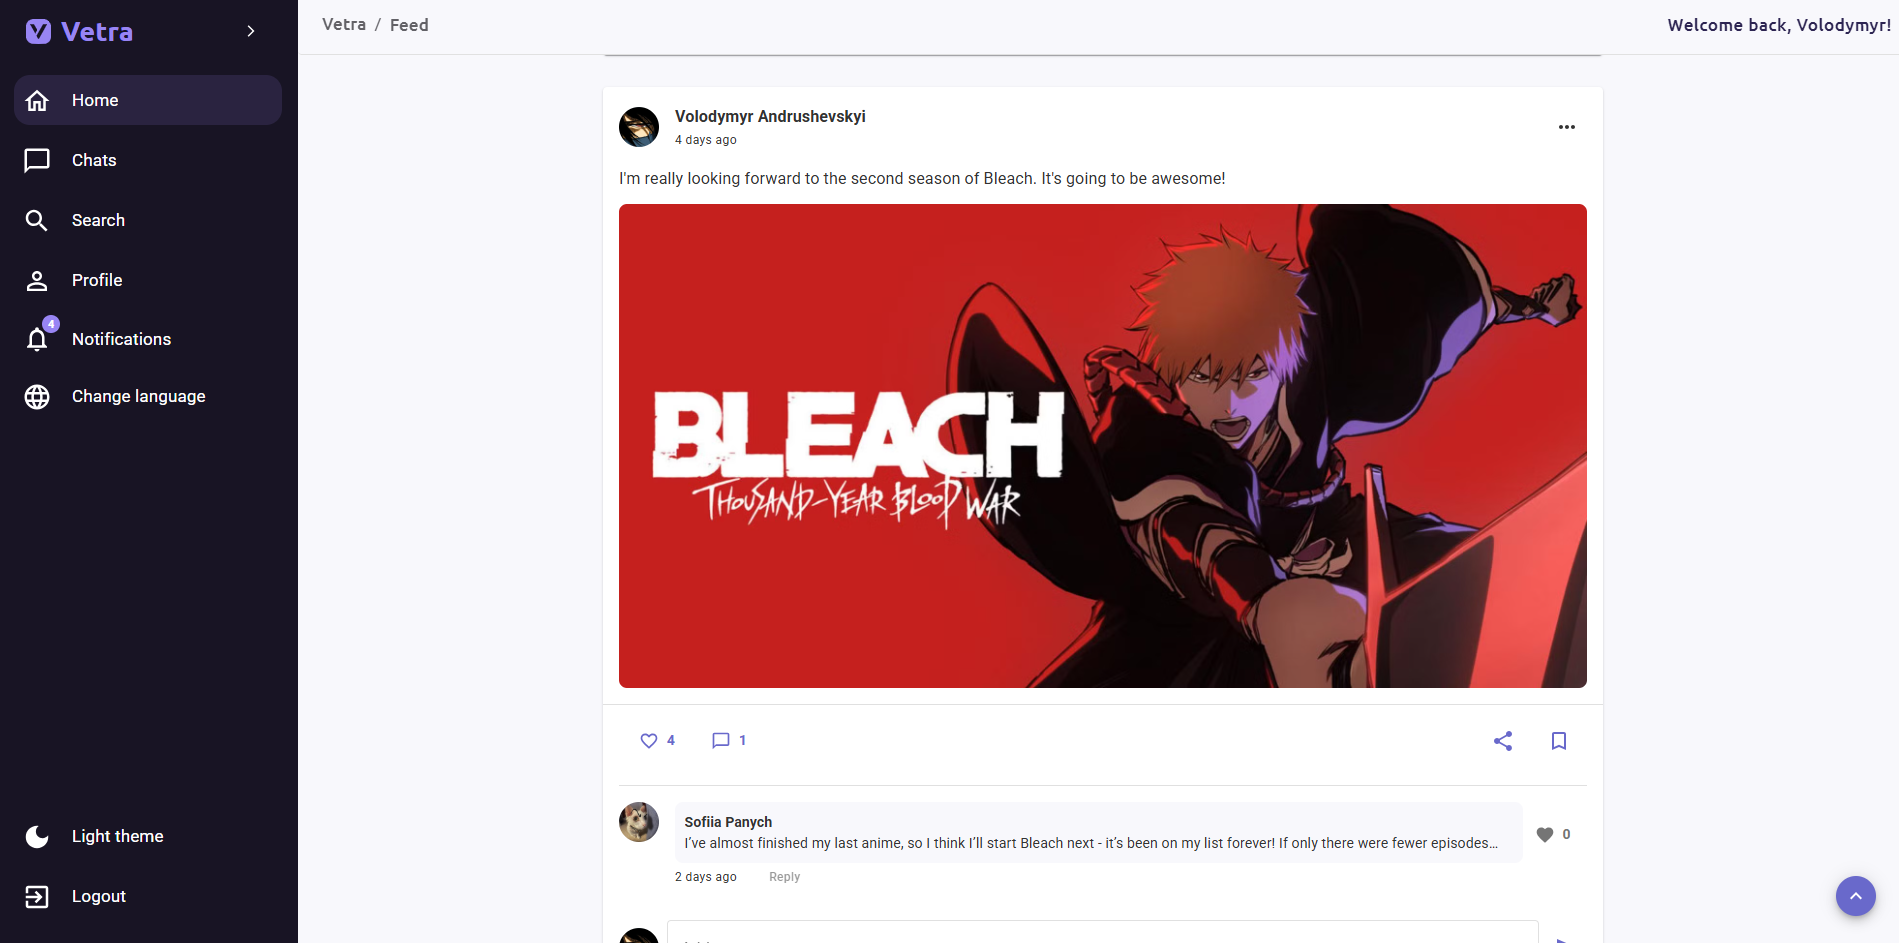 Vetra
Vetra / Feed
Welcome back, Volodymyr!
Home
Chats
Search
Profile
4
Notifications
Change language
Light theme
Logout
Volodymyr Andrushevskyi
4 days ago
I'm really looking forward to the second season of Bleach. It's going to be awesome!
BLEACH
THOUSAND-YEAR BLOOD WAR
4
1
Sofiia Panych
I’ve almost finished my last anime, so I think I’ll start Bleach next - it’s been on my list forever! If only there were fewer episodes…
0
2 days ago
Reply